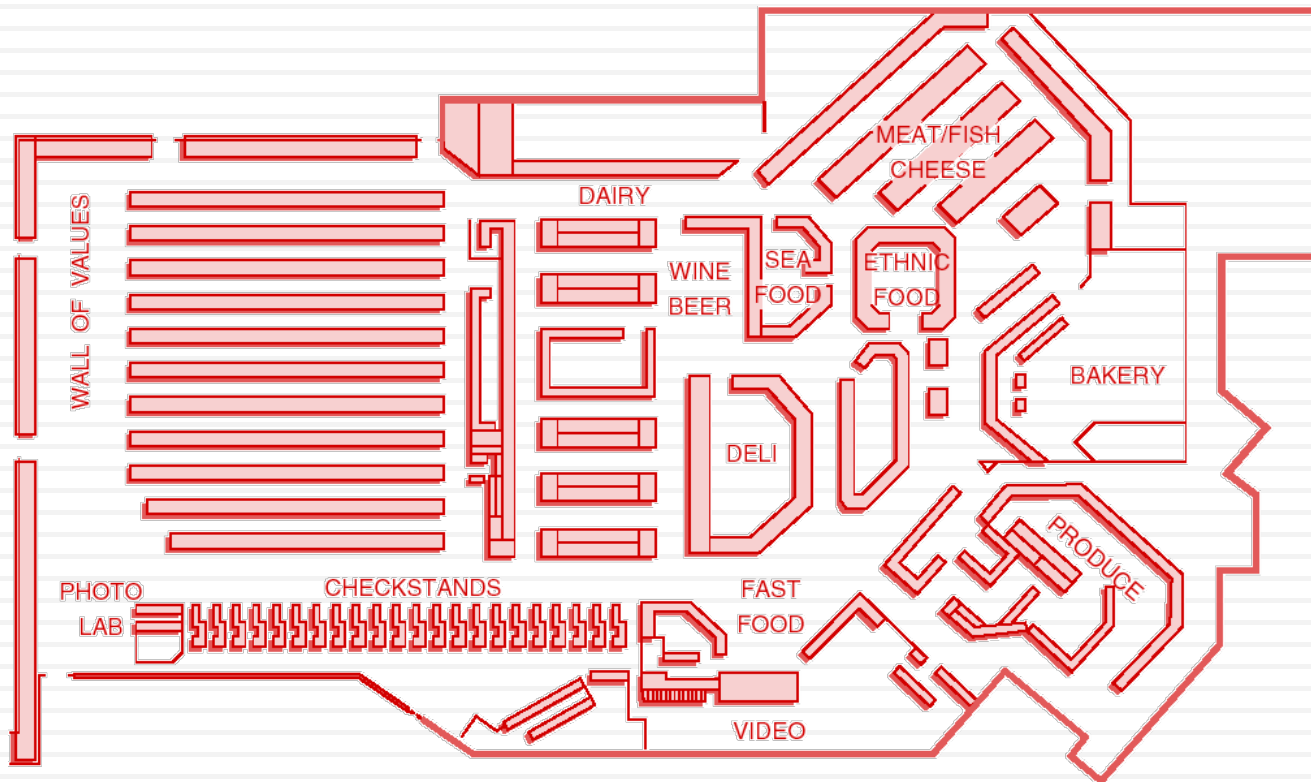 MEAT/FISH
CHEESE
DAIRY
WALL OF VALUES
WINE
BEER
SEA
FOOD
ETHNIC
FOOD
BAKERY
DELI
PRODUCE
PHOTO
LAB
CHECKSTANDS
FAST
FOOD
VIDEO